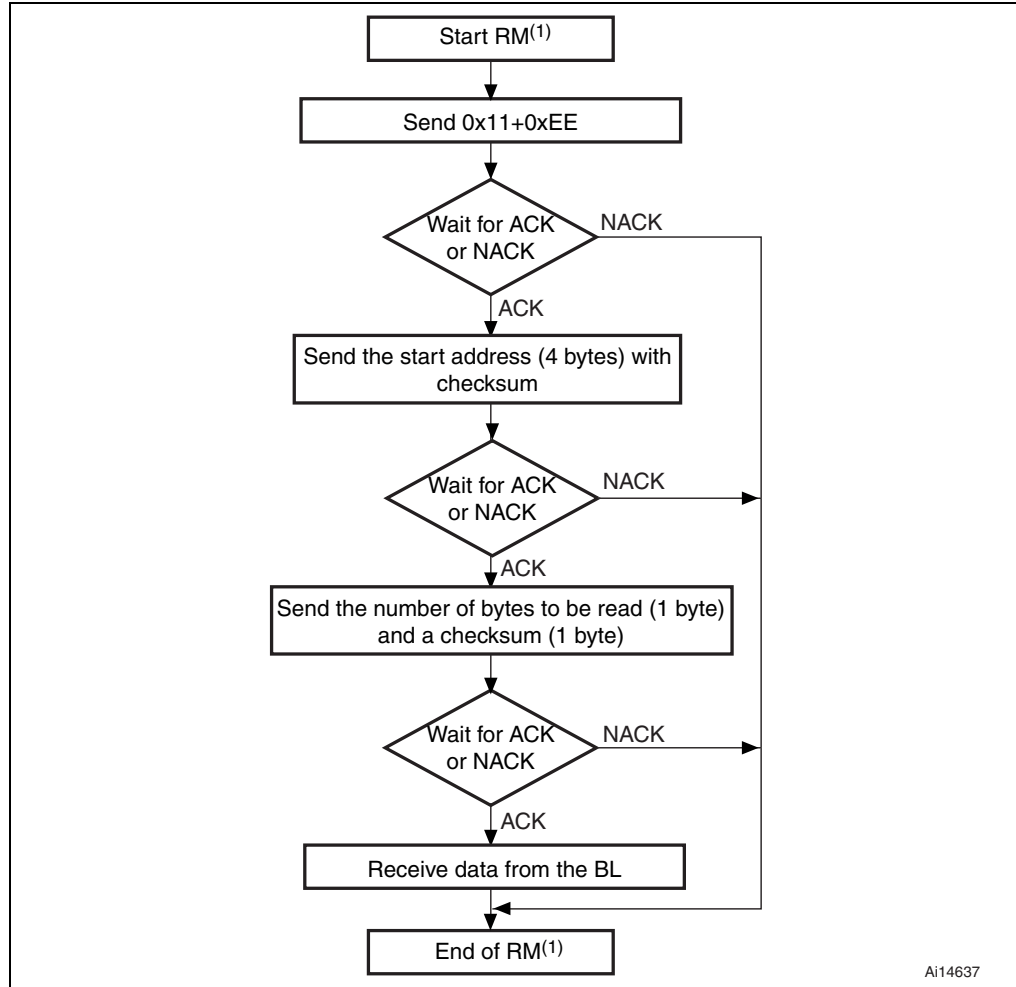 Start RM(1)
Send 0x11+0xEE
Wait for ACK
or NACK
NACK
ACK
Send the start address (4 bytes) with
checksum
Wait for ACK
or NACK
NACK
ACK
Send the number of bytes to be read (1 byte)
and a checksum (1 byte)
Wait for ACK
or NACK
NACK
ACK
Receive data from the BL
End of RM(1)
Ai14637